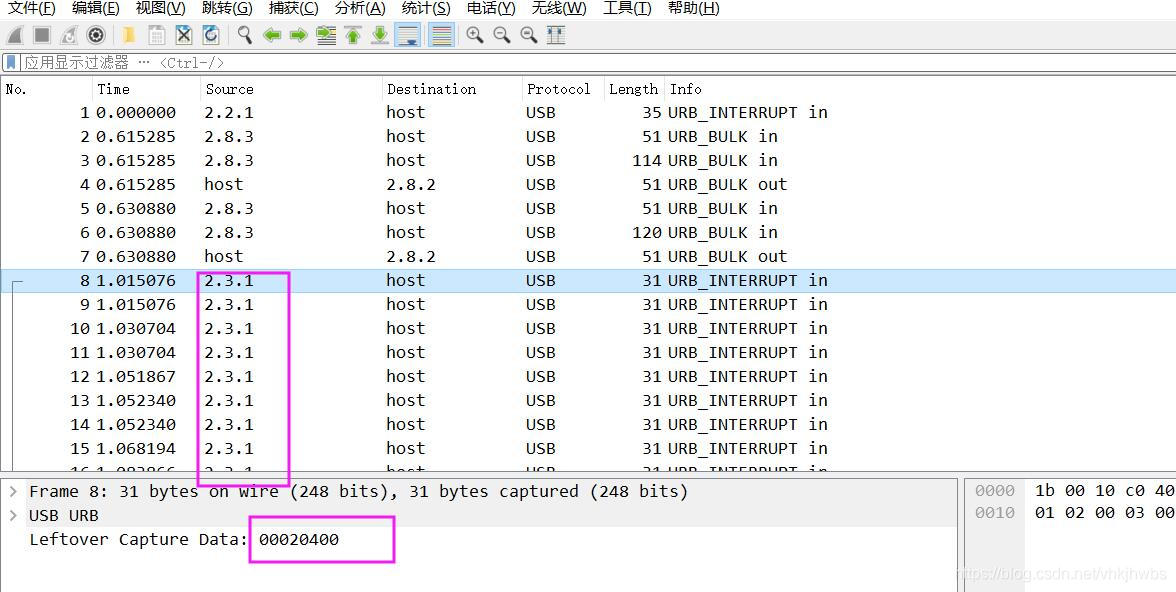 文件(F) 编辑(E) 视图(V) 跳转(G) 捕获(C) 分析(A) 统计(S) 电话(Y) 无线(W) 工具(T) 帮助(H)
应用显示过滤器 … <Ctrl-/>
No. Time Source Destination Protocol Length Info
1 0.000000 2.2.1 host USB 35 URB_INTERRUPT in
2 0.615285 2.8.3 host USB 51 URB_BULK in
3 0.615285 2.8.3 host USB 114 URB_BULK in
4 0.615285 host 2.8.2 USB 51 URB_BULK out
5 0.630880 2.8.3 host USB 51 URB_BULK in
6 0.630880 2.8.3 host USB 120 URB_BULK in
7 0.630880 host 2.8.2 USB 51 URB_BULK out
8 1.015076 2.3.1 host USB 31 URB_INTERRUPT in
9 1.015076 2.3.1 host USB 31 URB_INTERRUPT in
10 1.030704 2.3.1 host USB 31 URB_INTERRUPT in
11 1.030704 2.3.1 host USB 31 URB_INTERRUPT in
12 1.051867 2.3.1 host USB 31 URB_INTERRUPT in
13 1.052340 2.3.1 host USB 31 URB_INTERRUPT in
14 1.052340 2.3.1 host USB 31 URB_INTERRUPT in
15 1.068194 2.3.1 host USB 31 URB_INTERRUPT in
16 2.3.1 host USB 31 URB_INTERRUPT in
Frame 8: 31 bytes on wire (248 bits), 31 bytes captured (248 bits)
USB URB
Leftover Capture Data: 00020400
0000 1b 00 10 c0 40
0010 01 02 00 03 00
https://blog.csdn.net/vhkjhwbs